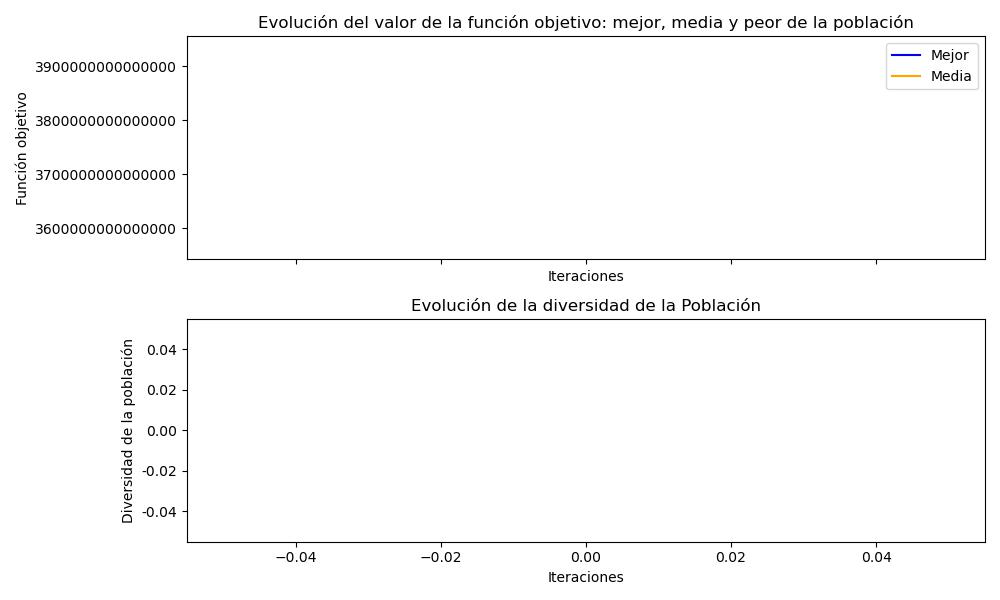 Evolución del valor de la función objetivo: mejor, media y peor de la población
Mejor
Media
Función objetivo
3900000000000000
3800000000000000
3700000000000000
3600000000000000
Iteraciones
Evolución de la diversidad de la Población
Diversidad de la población
0.04
0.02
0.00
-0.02
-0.04
−0.04
−0.02
0.00
0.02
0.04
Iteraciones